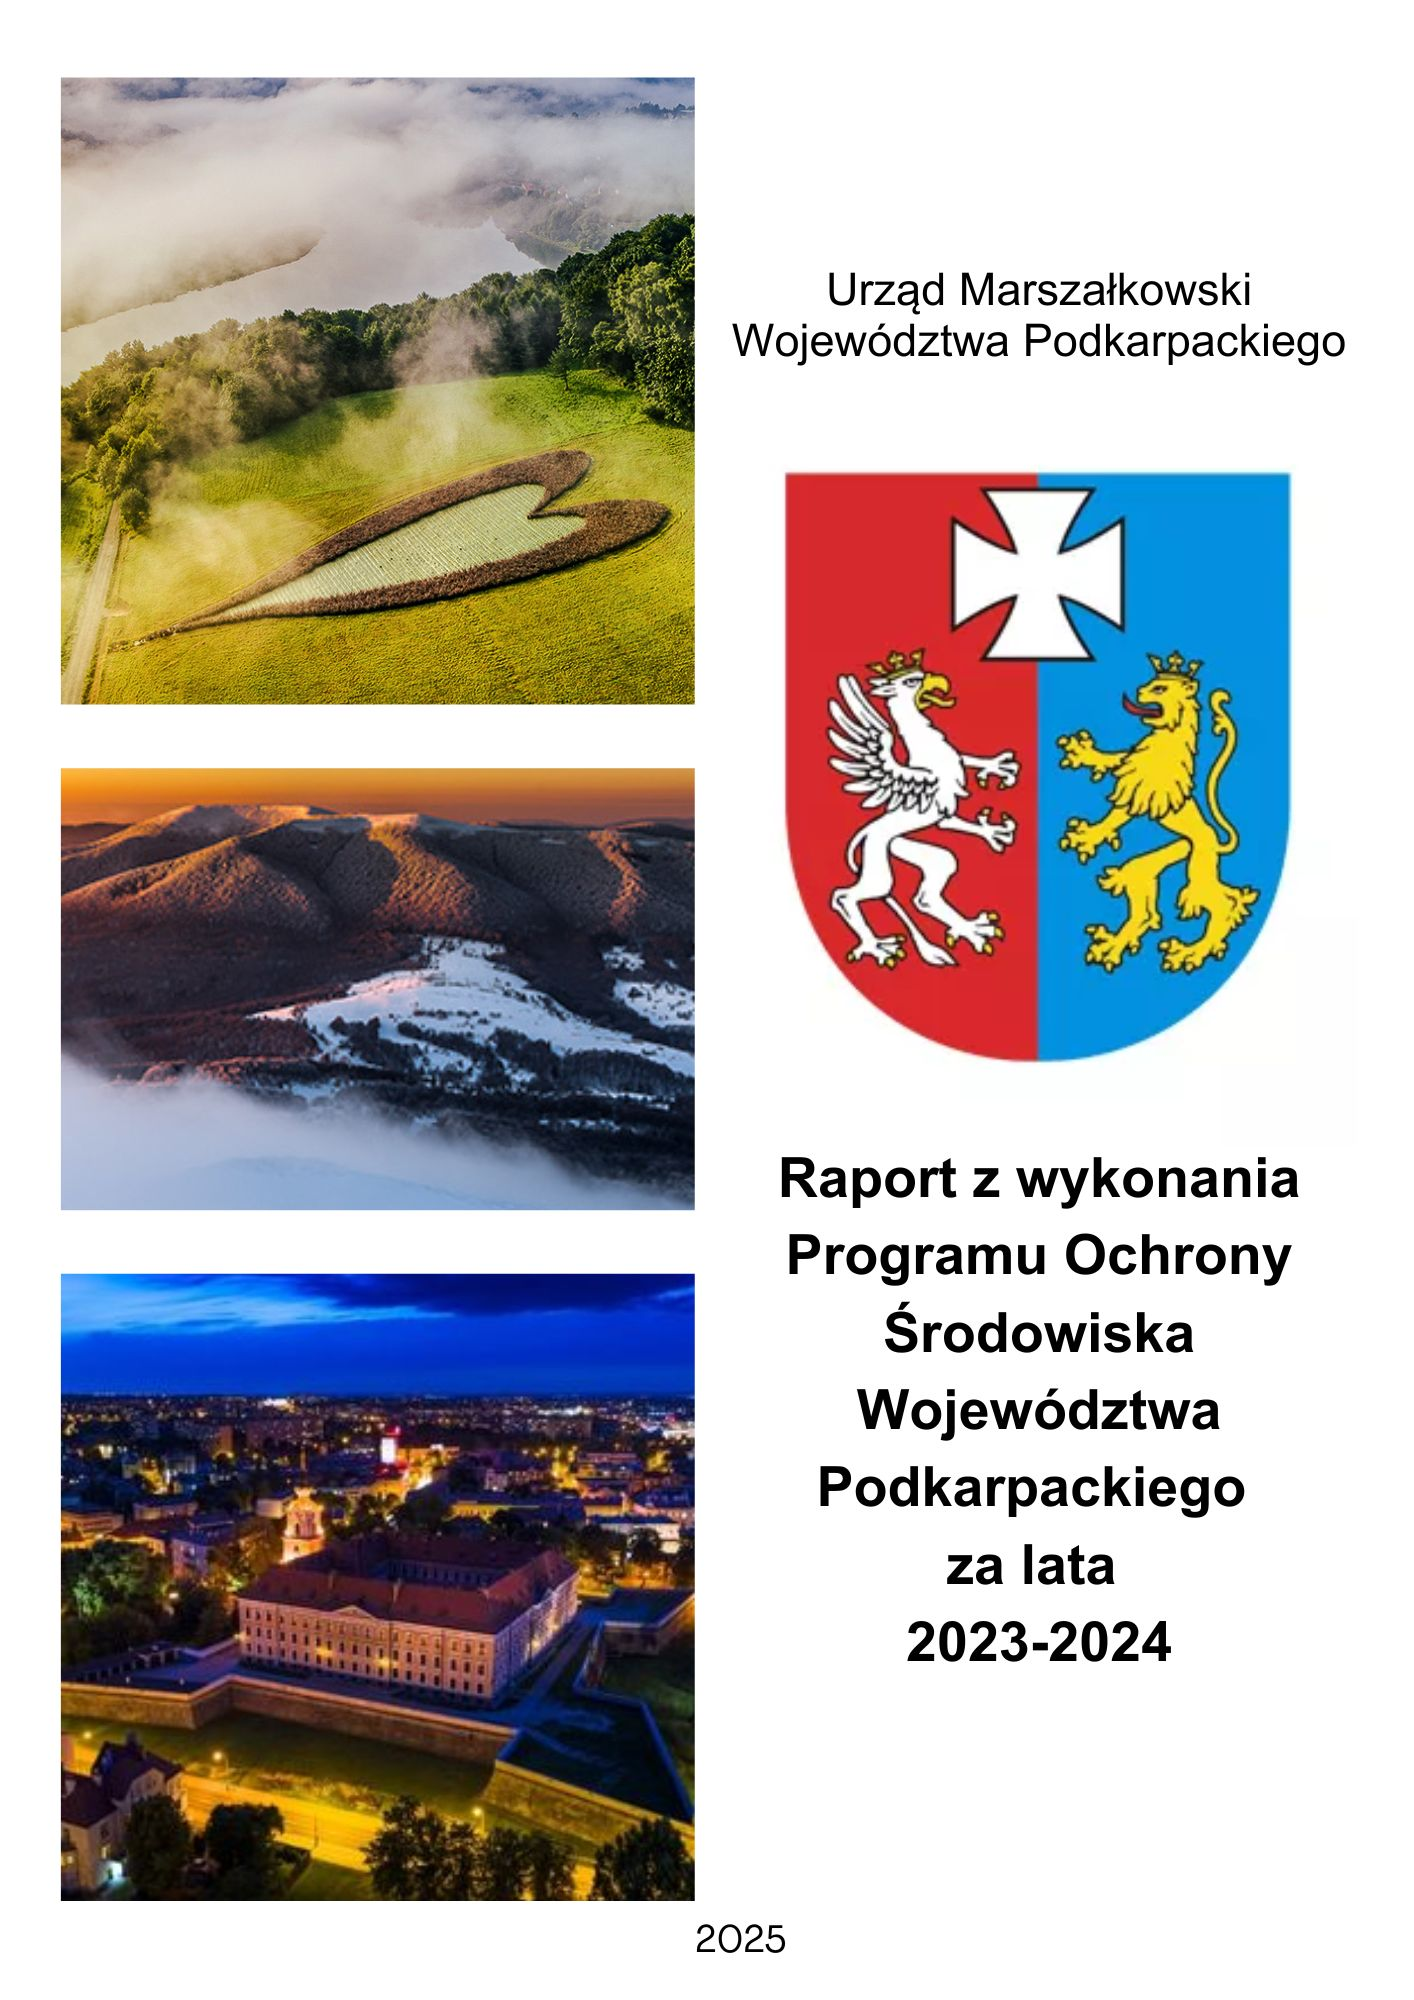 Urząd Marszałkowski
Województwa Podkarpackiego
Raport z wykonania
Programu Ochrony
Środowiska
Województwa
Podkarpackiego
za lata
2023-2024
2025